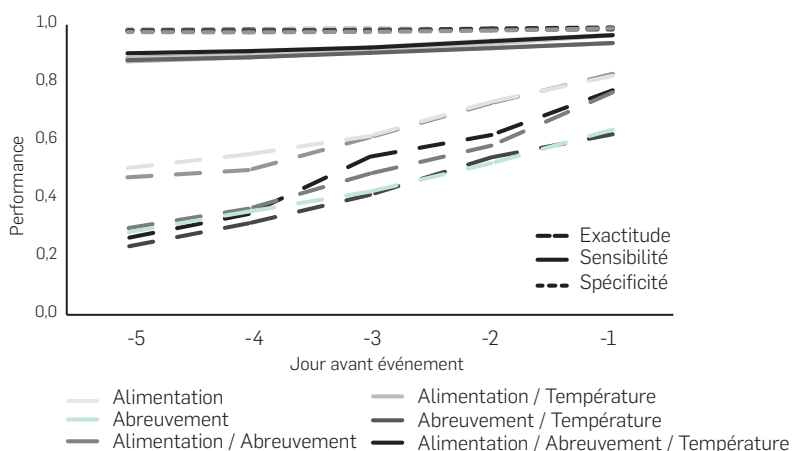 Performance
1,0
0,8
0,6
0,4
0,2
0,0
Exactitude
Sensibilité
Spécificité
-5 -4 -3 -2 -1
Jour avant événement
Alimentation
Abreuvement
Alimentation / Abreuvement
Alimentation / Température
Abreuvement / Température
Alimentation / Abreuvement / Température